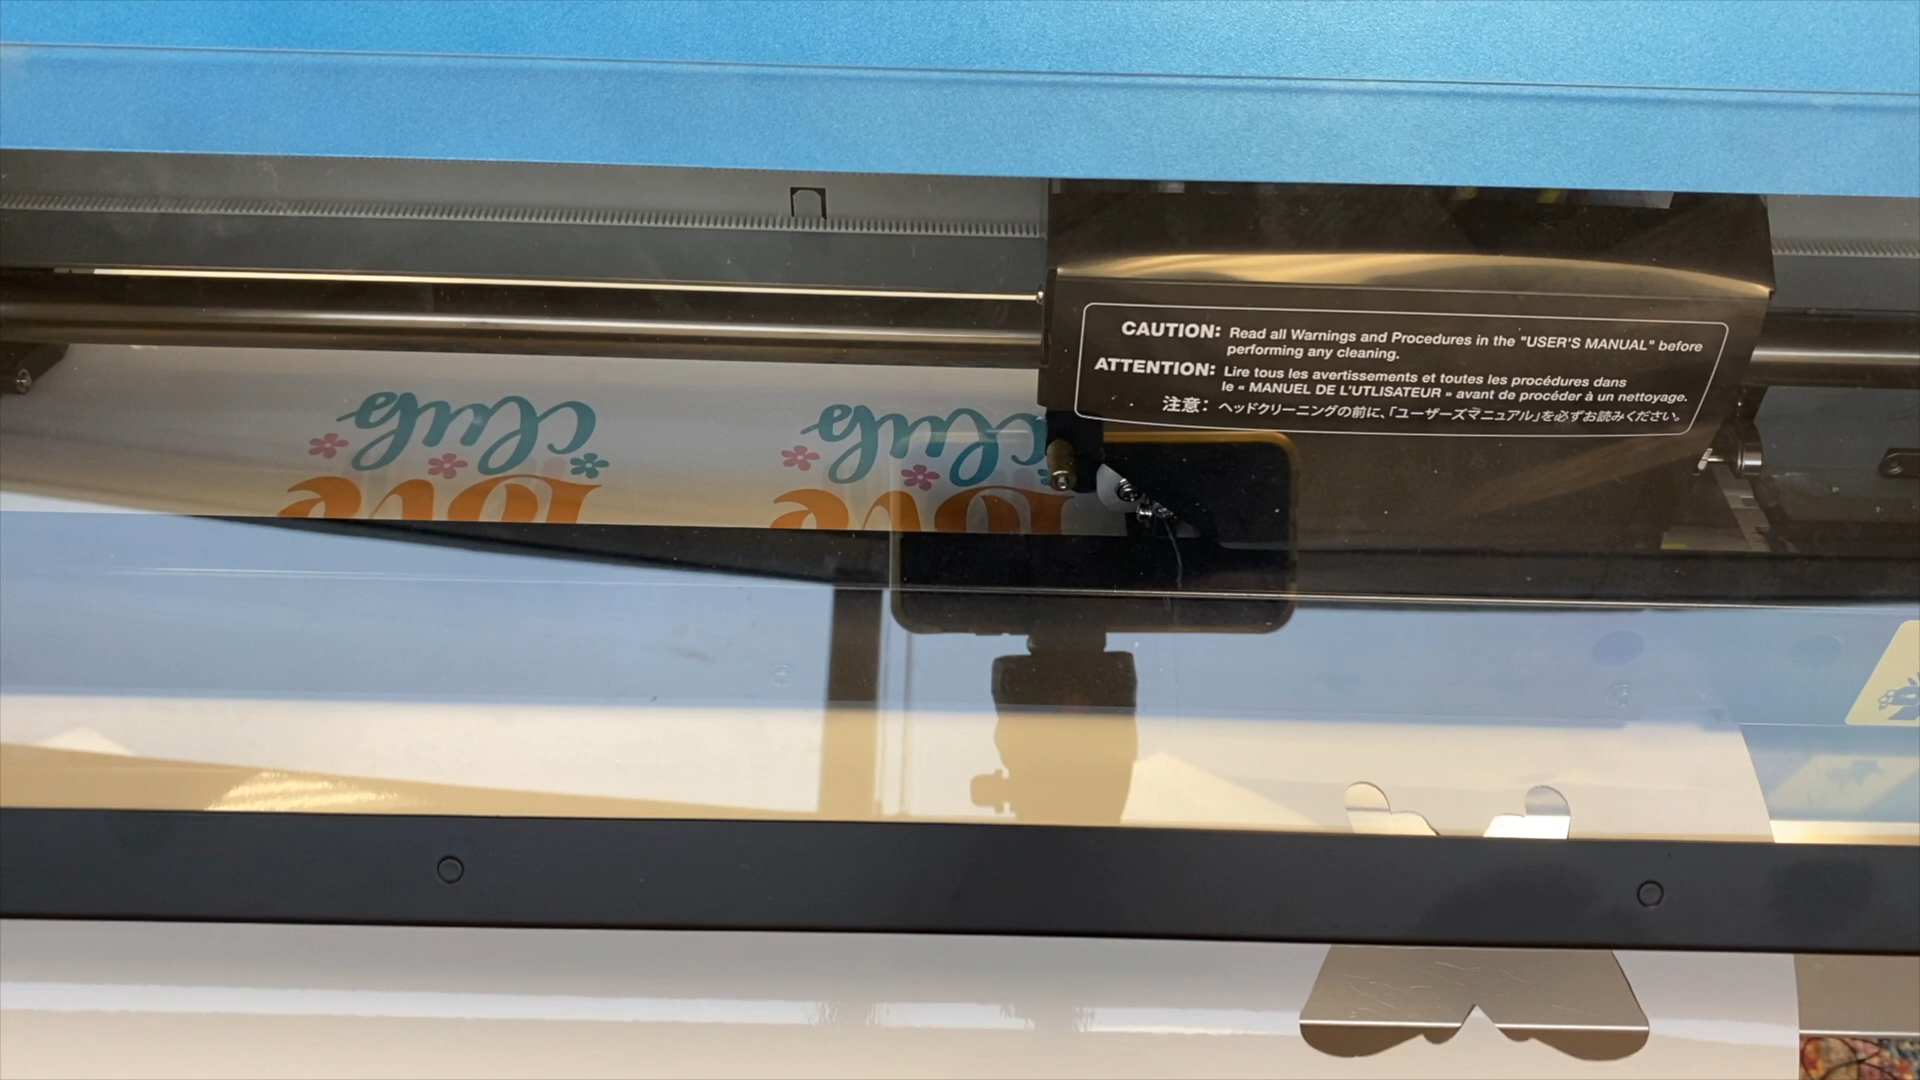 CAUTION: Read all Warnings and Procedures in the "USER'S MANUAL" before
performing any cleaning.
ATTENTION: Lire tous les avertissements et toutes les procédures dans
le « MANUEL DE L'UTLISATEUR » avant de procéder à un nettoyage.
注意： ヘッドクリーニングの前に、「ユーザーズマニュアル」を必ずお読みください。
love
club
love
club